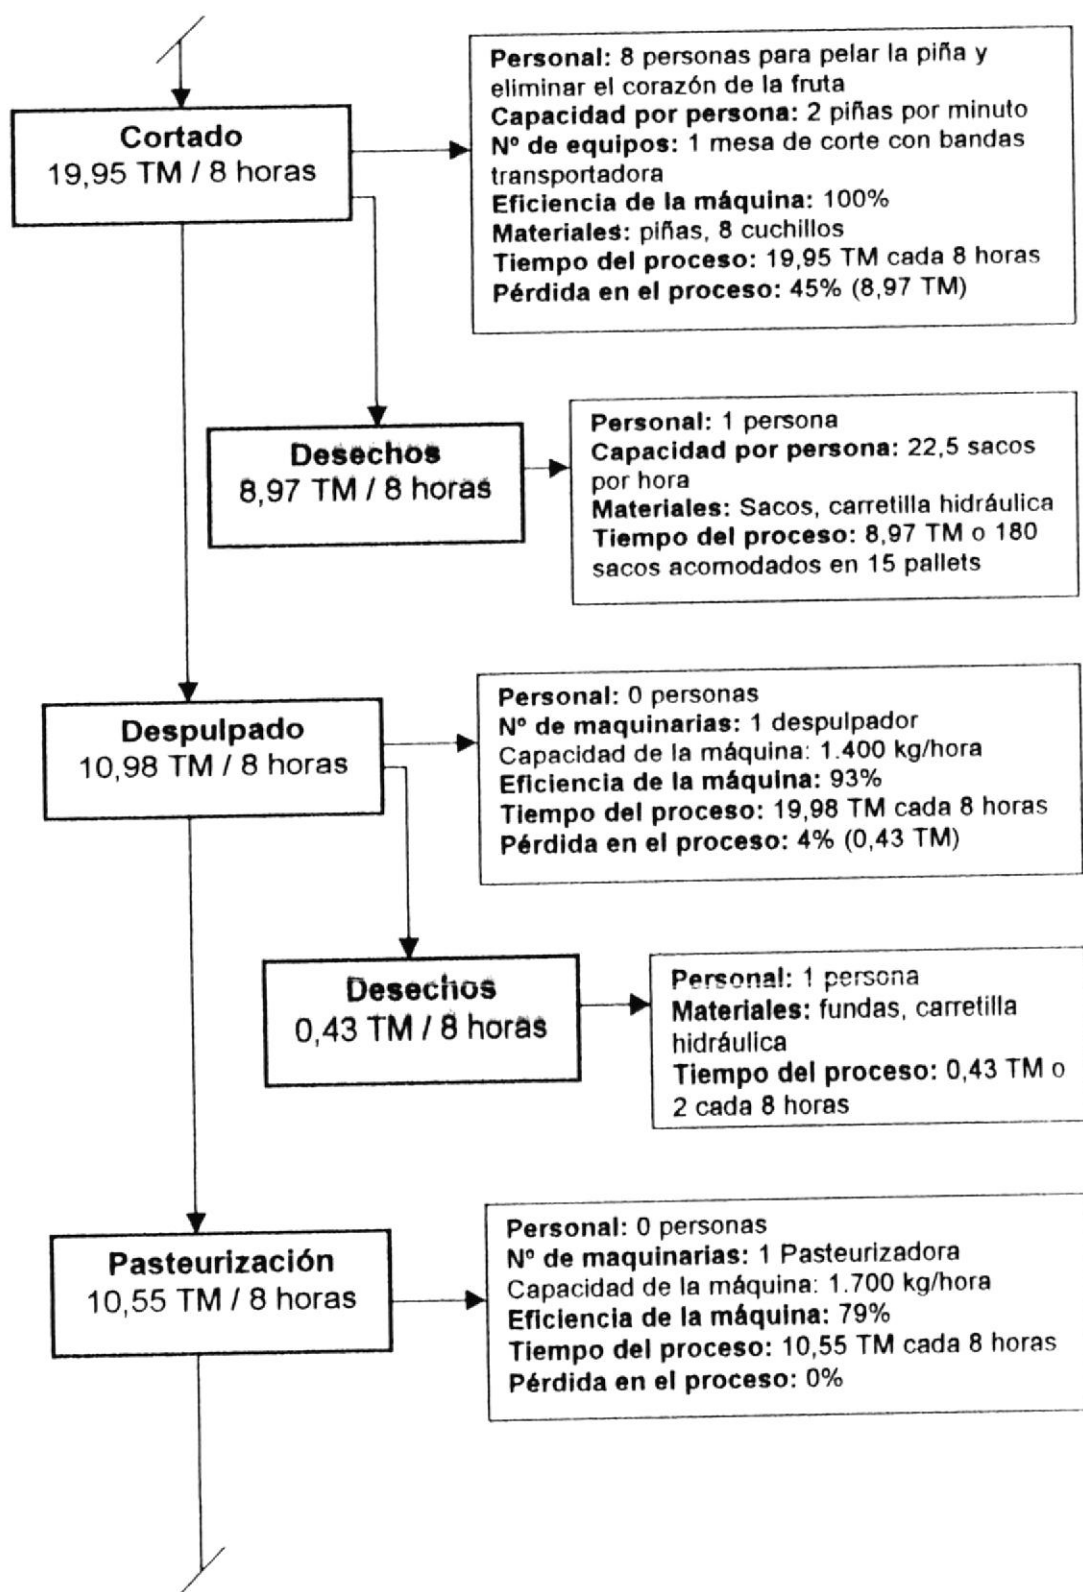 Personal: 8 personas para pelar la piña y
eliminar el corazón de la fruta
Capacidad por persona: 2 piñas por minuto
Nº de equipos: 1 mesa de corte con bandas
transportadora
Eficiencia de la máquina: 100%
Materiales: piñas, 8 cuchillos
Tiempo del proceso: 19,95 TM cada 8 horas
Pérdida en el proceso: 45% (8,97 TM)
Cortado
19,95 TM / 8 horas
Desechos
8,97 TM / 8 horas
Personal: 1 persona
Capacidad por persona: 22,5 sacos
por hora
Materiales: Sacos, carretilla hidráulica
Tiempo del proceso: 8,97 TM o 180
sacos acomodados en 15 pallets
Despulpado
10,98 TM / 8 horas
Personal: 0 personas
Nº de maquinarias: 1 despulpador
Capacidad de la máquina: 1.400 kg/hora
Eficiencia de la máquina: 93%
Tiempo del proceso: 19,98 TM cada 8 horas
Pérdida en el proceso: 4% (0,43 TM)
Desechos
0,43 TM / 8 horas
Personal: 1 persona
Materiales: fundas, carretilla
hidráulica
Tiempo del proceso: 0,43 TM o
2 cada 8 horas
Pasteurización
10,55 TM / 8 horas
Personal: 0 personas
Nº de maquinarias: 1 Pasteurizadora
Capacidad de la máquina: 1.700 kg/hora
Eficiencia de la máquina: 79%
Tiempo del proceso: 10,55 TM cada 8 horas
Pérdida en el proceso: 0%